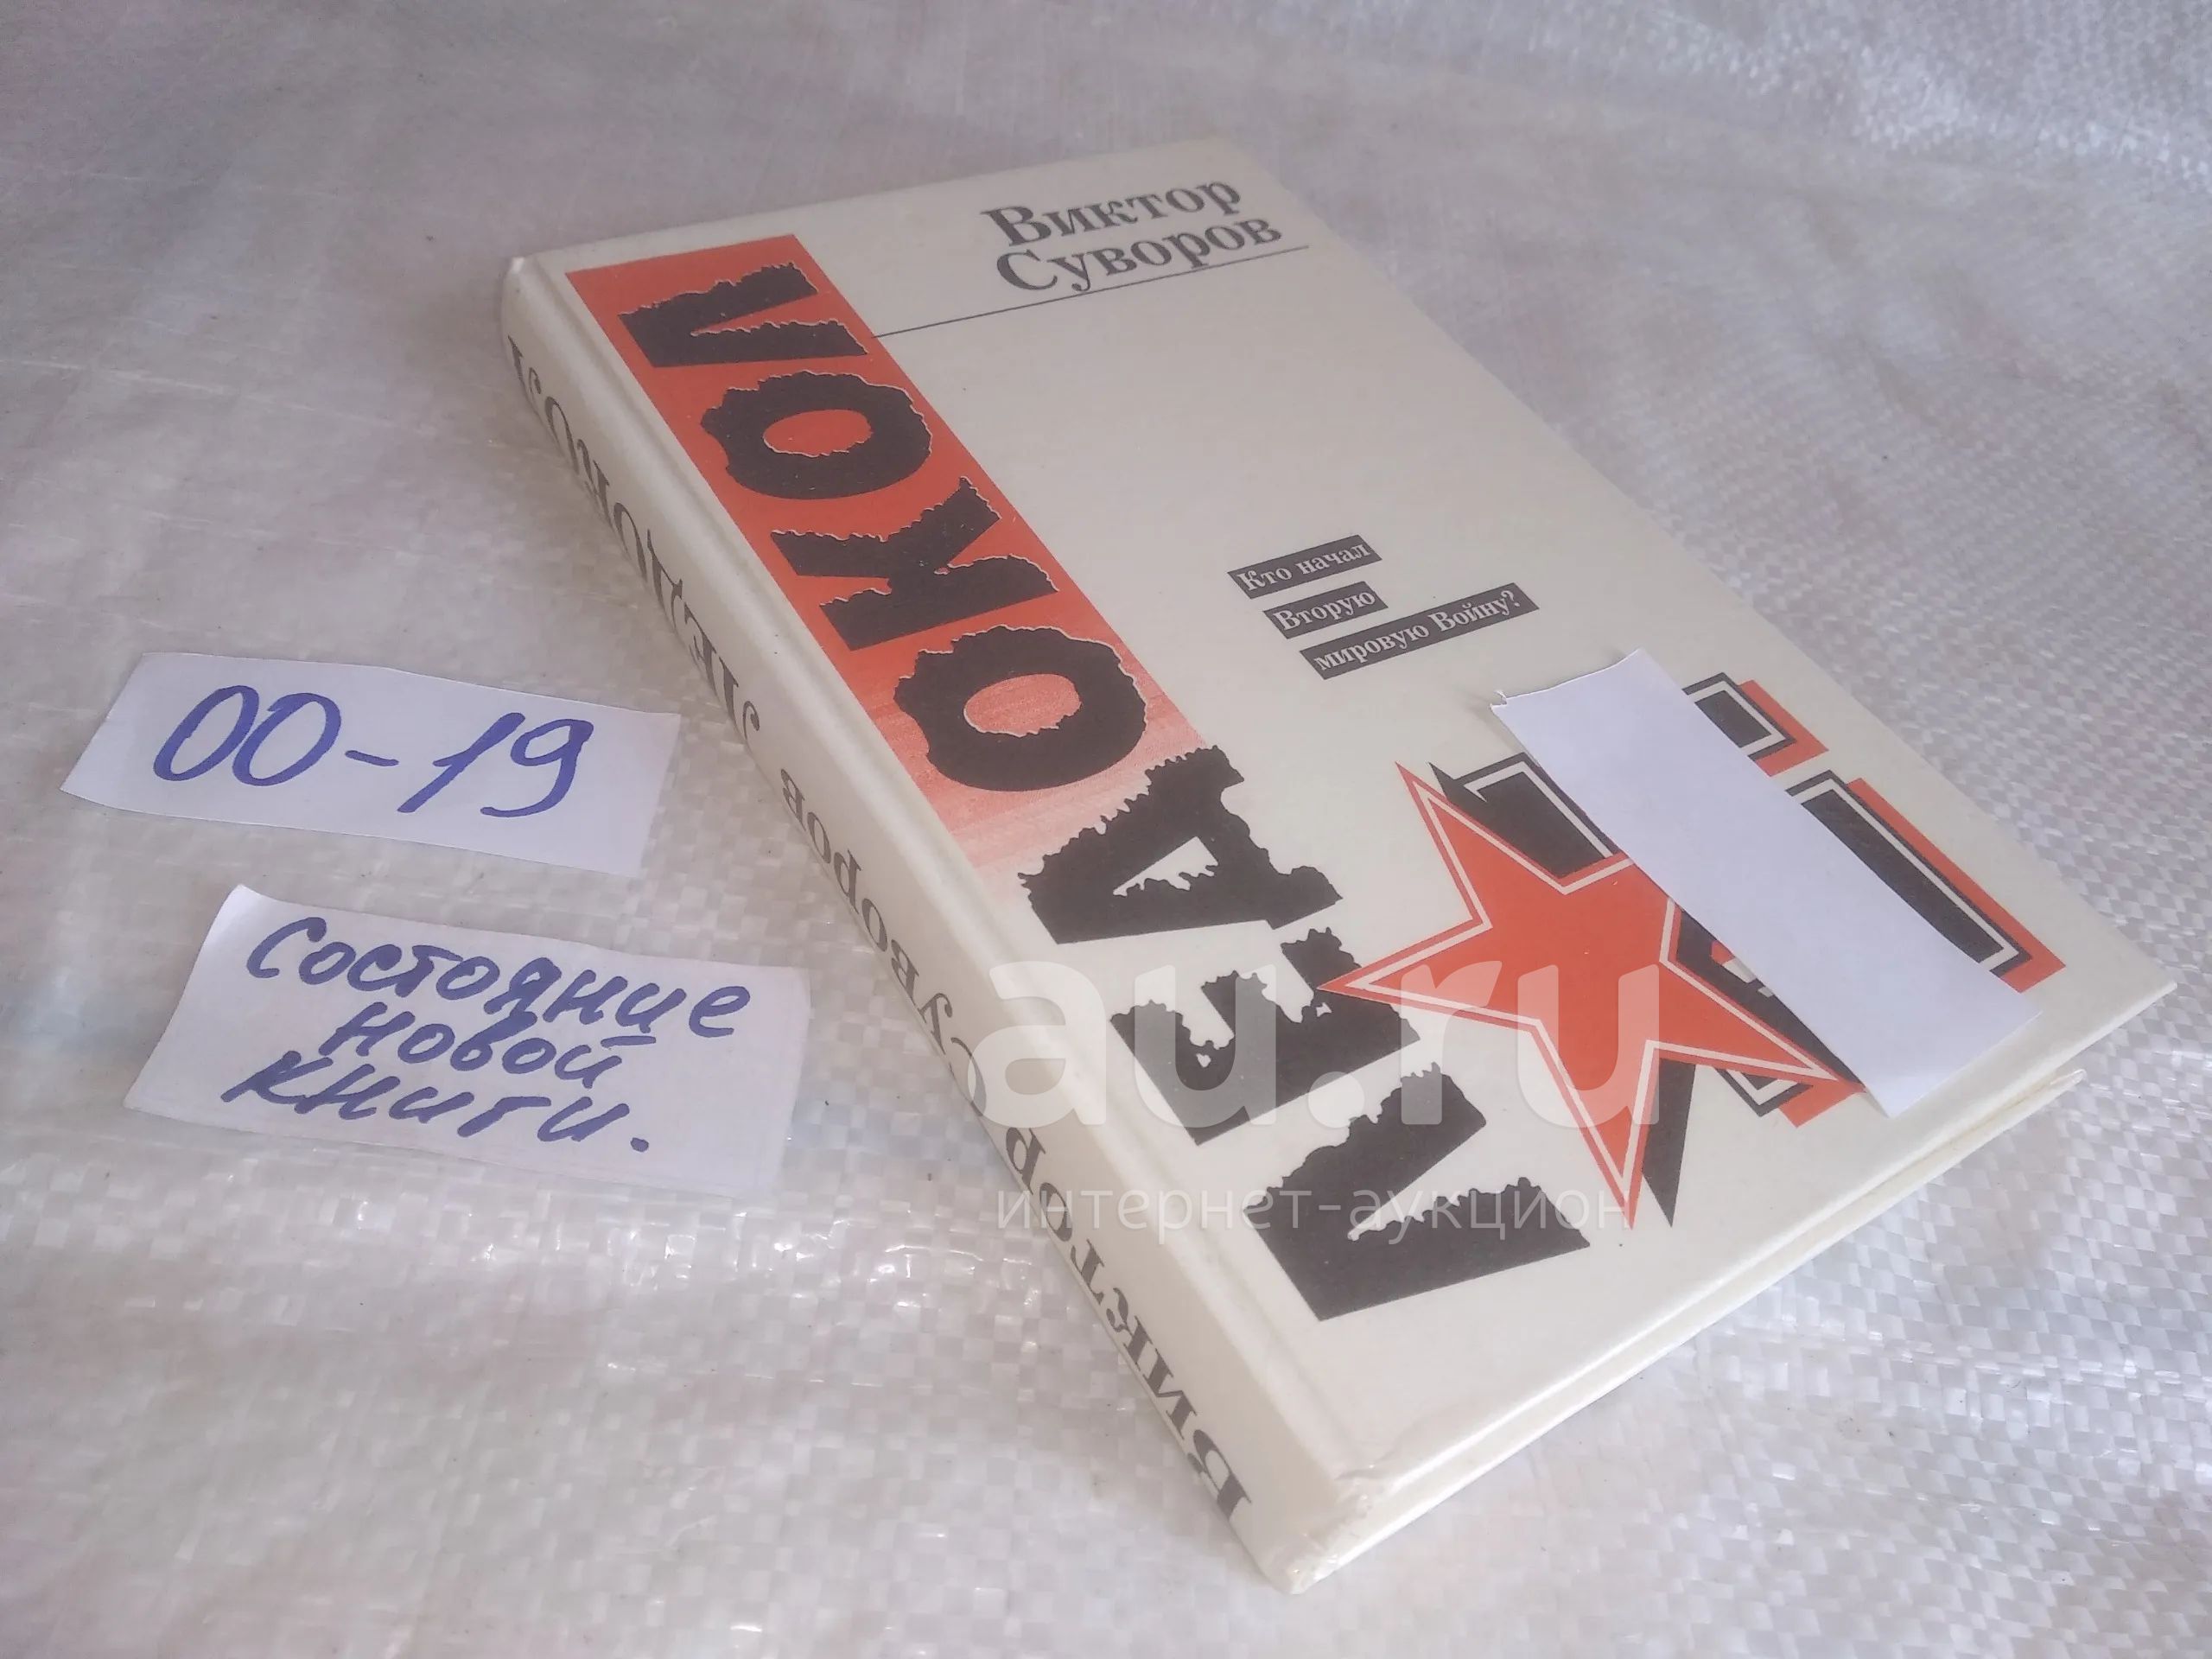 Виктор
Суворов
ЛЕДОКОЛ
Кто начал
Вторую
мировую Войну?
Виктор Суворов ЛЕДОКОЛ
00-19
Состояние
новой
книги.
au.ru
интернет-аукцион